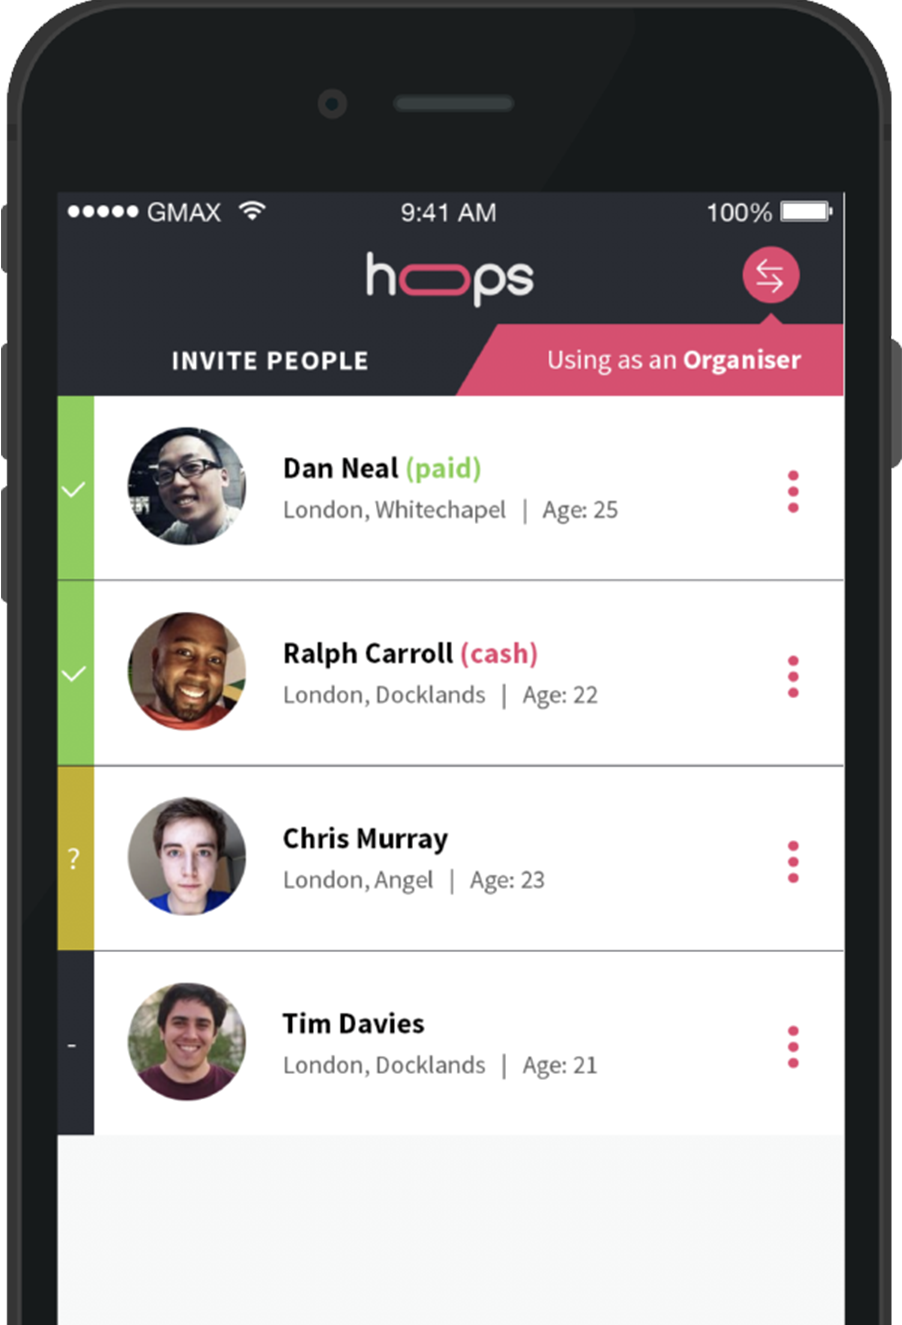 GMAX 9:41 AM 100%
hoops
INVITE PEOPLE
Using as an Organiser
Dan Neal (paid)
London, Whitechapel | Age: 25
Ralph Carroll (cash)
London, Docklands | Age: 22
?
Chris Murray
London, Angel | Age: 23
-
Tim Davies
London, Docklands | Age: 21